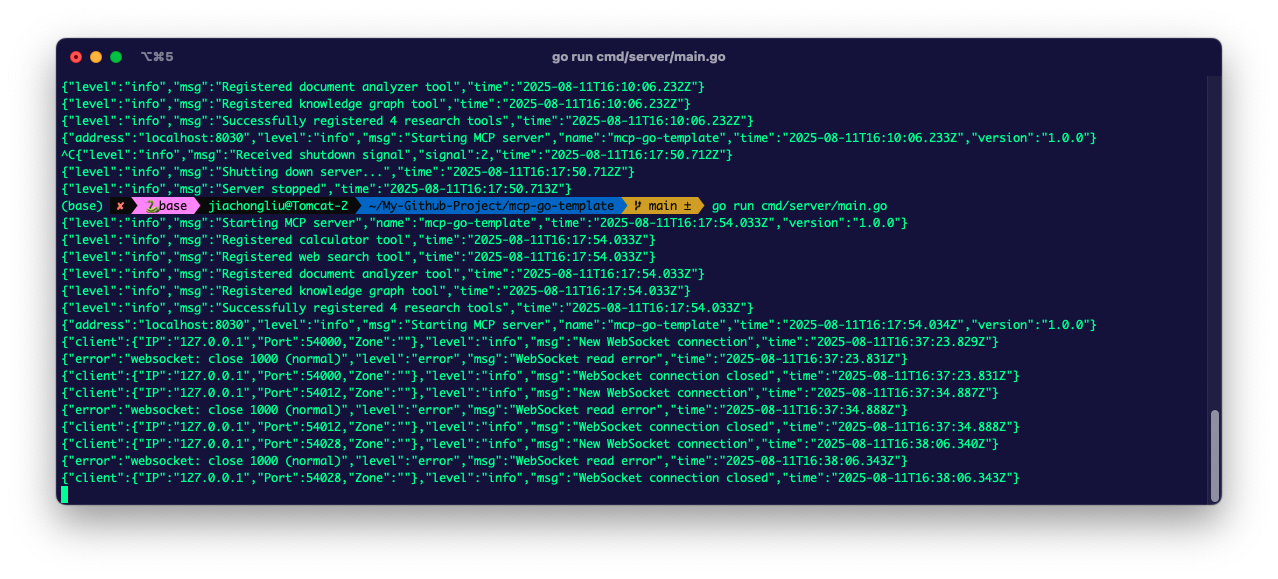 ⌥⌘5
go run cmd/server/main.go
{"level":"info","msg":"Registered document analyzer tool","time":"2025-08-11T16:10:06.232Z"}
{"level":"info","msg":"Registered knowledge graph tool","time":"2025-08-11T16:10:06.232Z"}
{"level":"info","msg":"Successfully registered 4 research tools","time":"2025-08-11T16:10:06.232Z"}
{"address":"localhost:8030","level":"info","msg":"Starting MCP server","name":"mcp-go-template","time":"2025-08-11T16:10:06.233Z","version":"1.0.0"}
^C{"level":"info","msg":"Received shutdown signal","signal":2,"time":"2025-08-11T16:17:50.712Z"}
{"level":"info","msg":"Shutting down server...","time":"2025-08-11T16:17:50.712Z"}
{"level":"info","msg":"Server stopped","time":"2025-08-11T16:17:50.713Z"}
(base) ✘ 🐍base jiachongliu@Tomcat-2 ~/My-Github-Project/mcp-go-template main ± go run cmd/server/main.go
{"level":"info","msg":"Starting MCP server","name":"mcp-go-template","time":"2025-08-11T16:17:54.033Z","version":"1.0.0"}
{"level":"info","msg":"Registered calculator tool","time":"2025-08-11T16:17:54.033Z"}
{"level":"info","msg":"Registered web search tool","time":"2025-08-11T16:17:54.033Z"}
{"level":"info","msg":"Registered document analyzer tool","time":"2025-08-11T16:17:54.033Z"}
{"level":"info","msg":"Registered knowledge graph tool","time":"2025-08-11T16:17:54.033Z"}
{"level":"info","msg":"Successfully registered 4 research tools","time":"2025-08-11T16:17:54.033Z"}
{"address":"localhost:8030","level":"info","msg":"Starting MCP server","name":"mcp-go-template","time":"2025-08-11T16:17:54.034Z","version":"1.0.0"}
{"client":{"IP":"127.0.0.1","Port":54000,"Zone":""},"level":"info","msg":"New WebSocket connection","time":"2025-08-11T16:37:23.829Z"}
{"error":"websocket: close 1000 (normal)","level":"error","msg":"WebSocket read error","time":"2025-08-11T16:37:23.831Z"}
{"client":{"IP":"127.0.0.1","Port":54000,"Zone":""},"level":"info","msg":"WebSocket connection closed","time":"2025-08-11T16:37:23.831Z"}
{"client":{"IP":"127.0.0.1","Port":54012,"Zone":""},"level":"info","msg":"New WebSocket connection","time":"2025-08-11T16:37:34.887Z"}
{"error":"websocket: close 1000 (normal)","level":"error","msg":"WebSocket read error","time":"2025-08-11T16:37:34.888Z"}
{"client":{"IP":"127.0.0.1","Port":54012,"Zone":""},"level":"info","msg":"WebSocket connection closed","time":"2025-08-11T16:37:34.888Z"}
{"client":{"IP":"127.0.0.1","Port":54028,"Zone":""},"level":"info","msg":"New WebSocket connection","time":"2025-08-11T16:38:06.340Z"}
{"error":"websocket: close 1000 (normal)","level":"error","msg":"WebSocket read error","time":"2025-08-11T16:38:06.343Z"}
{"client":{"IP":"127.0.0.1","Port":54028,"Zone":""},"level":"info","msg":"WebSocket connection closed","time":"2025-08-11T16:38:06.343Z"}